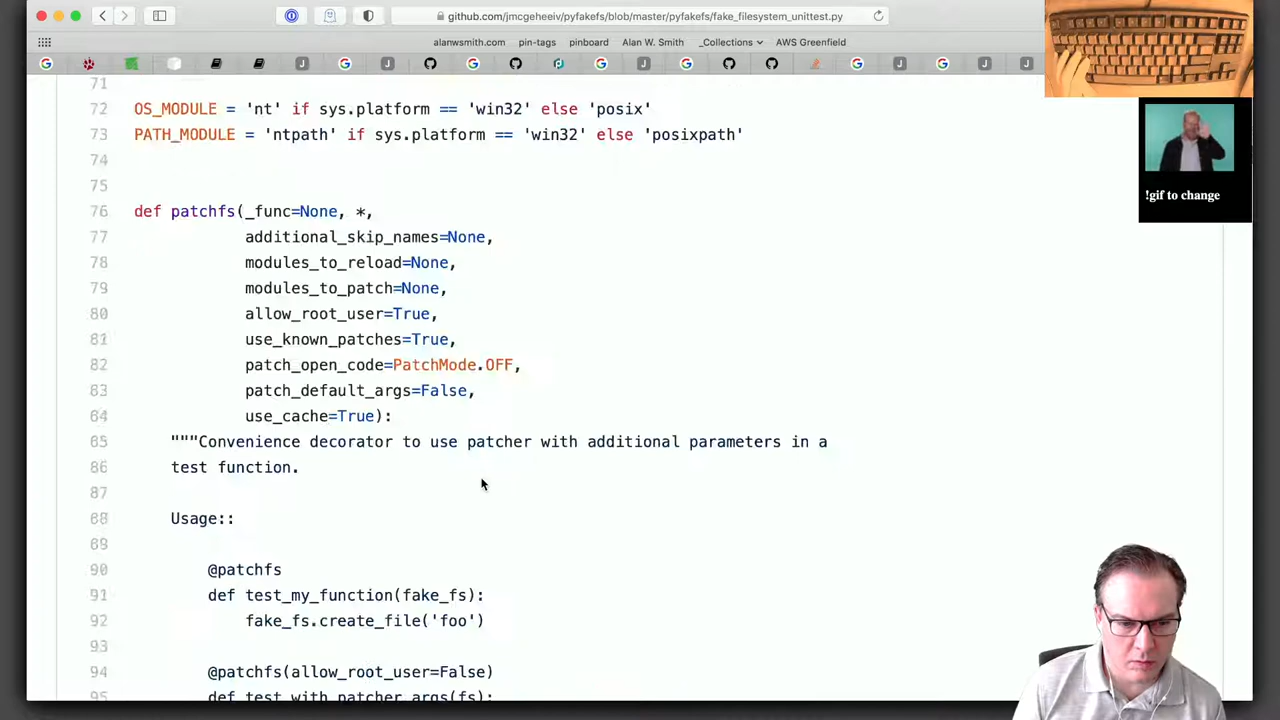 github.com/jmcgeheeiv/pyfakefs/blob/master/pyfakefs/fake_filesystem_unittest.py
alanwsmith.com pin-tags pinboard Alan W. Smith _Collections AWS Greenfield
71
72 OS_MODULE = 'nt' if sys.platform == 'win32' else 'posix'
73 PATH_MODULE = 'ntpath' if sys.platform == 'win32' else 'posixpath'
74
75
76 def patchfs(_func=None, *,
77 additional_skip_names=None,
78 modules_to_reload=None,
79 modules_to_patch=None,
80 allow_root_user=True,
81 use_known_patches=True,
82 patch_open_code=PatchMode.OFF,
83 patch_default_args=False,
84 use_cache=True):
85 """Convenience decorator to use patcher with additional parameters in a
86 test function.
87
88 Usage::
89
90 @patchfs
91 def test_my_function(fake_fs):
92 fake_fs.create_file('foo')
93
94 @patchfs(allow_root_user=False)
95 def test_with_patcher_args(fs):
!gif to change